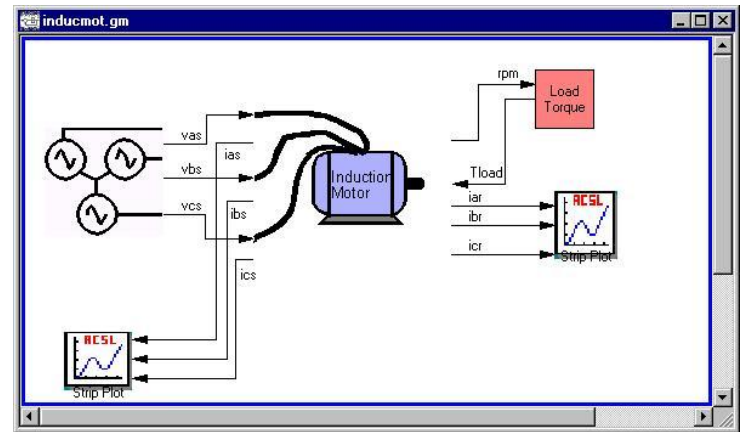 inducmot.gm
rpm
Load
Torque
vas
ias
vbs
Induction
Motor
Tload
vcs
ibs
iar
ACSL
ibr
icr
Strip Plot
ics
ACSL
Strip Plot